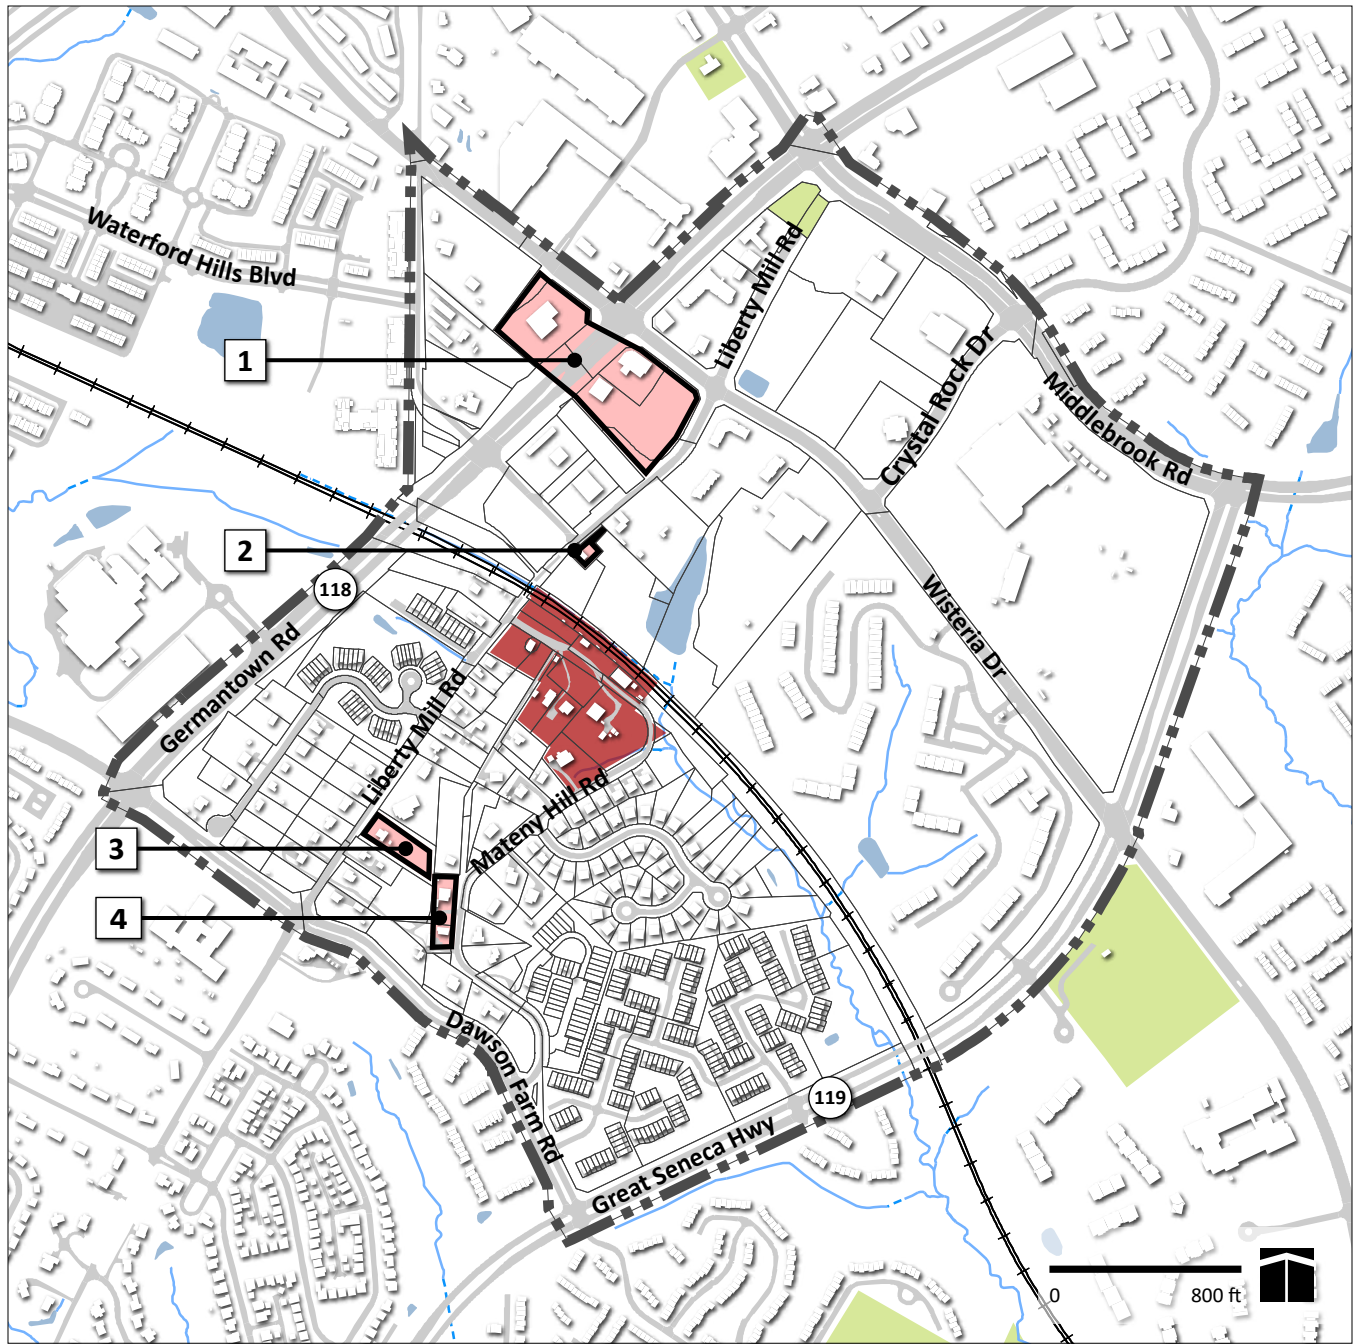 Waterford Hills Blvd
Liberty Mill Rd
1
Crystal Rock Dr
Middlebrook Rd
2
118
Wisteria Dr
Germantown Rd
Liberty Mill Rd
Mateny Hill Rd
3
4
Dawson Farm Rd
119
Great Seneca Hwy
0 800 ft